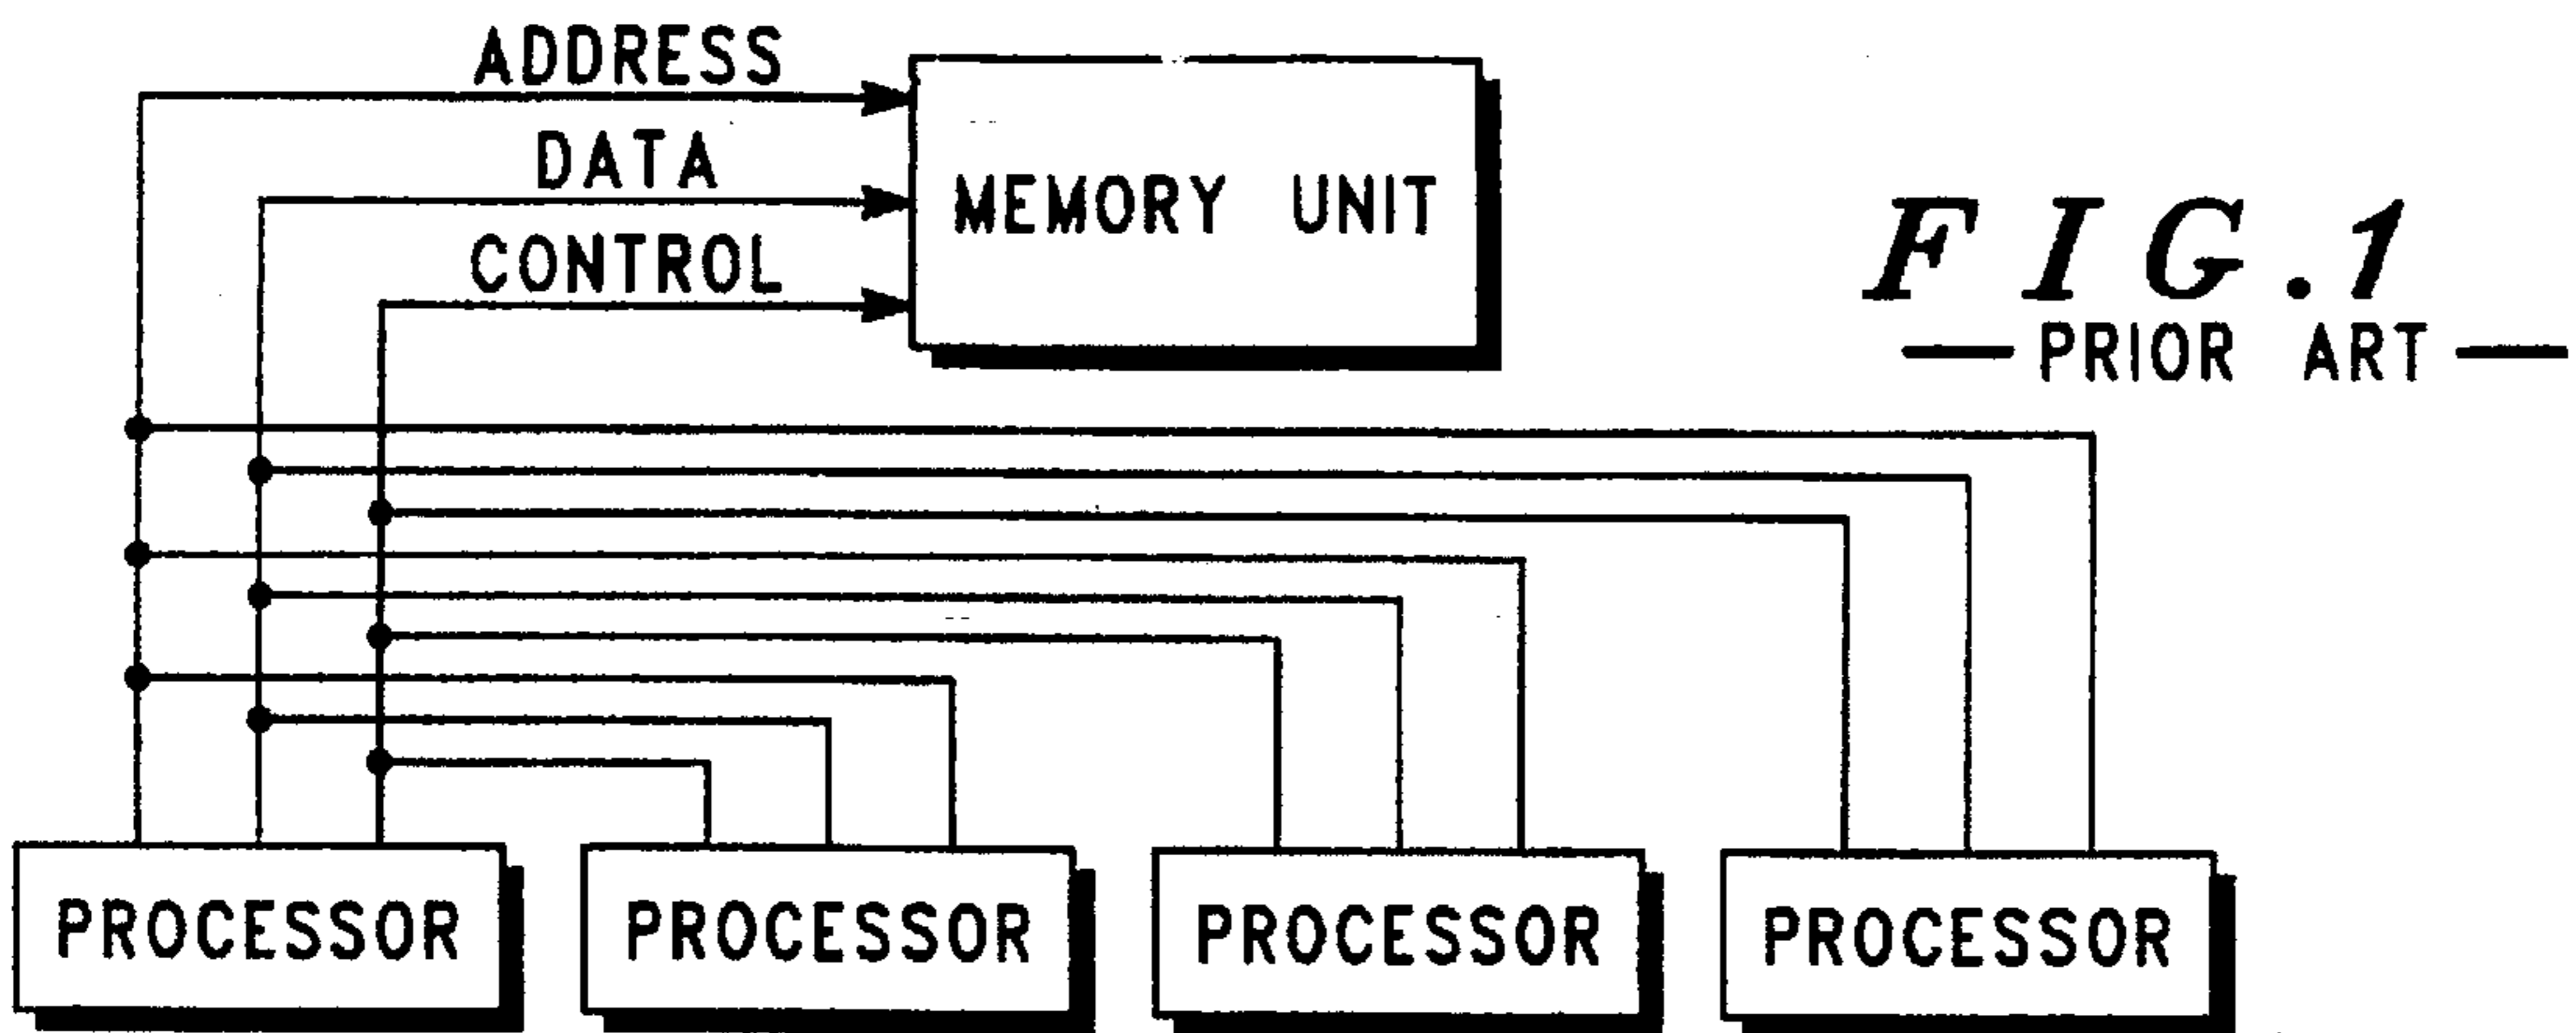 ADDRESS
DATA
CONTROL
MEMORY UNIT
FIG.1
—PRIOR ART—
PROCESSOR
PROCESSOR
PROCESSOR
PROCESSOR